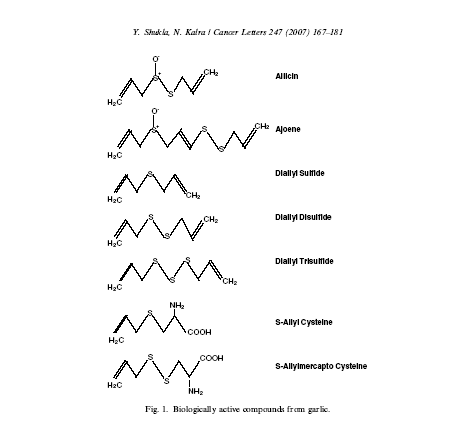 Y. Shukla, N. Kalra / Cancer Letters 247 (2007) 167–181
O-
S+
CH2
Allicin
S
H2C
O-
S+
S
CH2
Ajoene
S
H2C
S
Diallyl Sulfide
H2C
CH2
S
CH2
Diallyl Disulfide
S
H2C
S
S
Diallyl Trisulfide
S
CH2
H2C
NH2
S
S-Allyl Cysteine
COOH
H2C
S
COOH
S-Allylmercapto Cysteine
S
H2C
NH2
Fig. 1. Biologically active compounds from garlic.